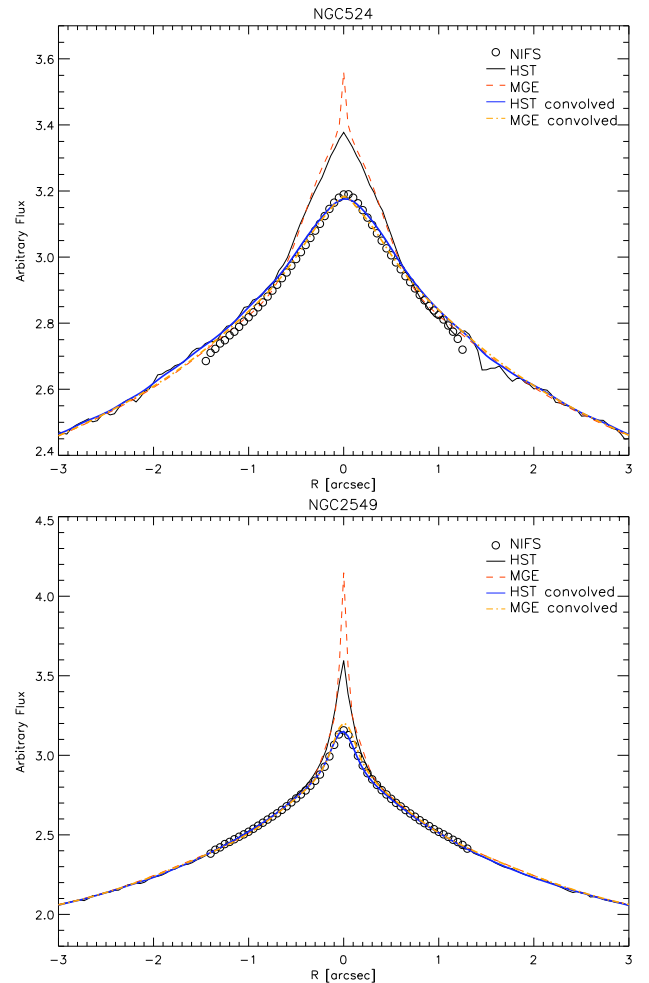 NGC524
3.6
3.4
3.2
3.0
2.8
2.6
2.4
Arbitrary Flux
NIFS
HST
MGE
HST convolved
MGE convolved
-3 -2 -1 0 1 2 3
R [arcsec]
NGC2549
4.5
4.0
3.5
3.0
2.5
2.0
Arbitrary Flux
NIFS
HST
MGE
HST convolved
MGE convolved
-3 -2 -1 0 1 2 3
R [arcsec]